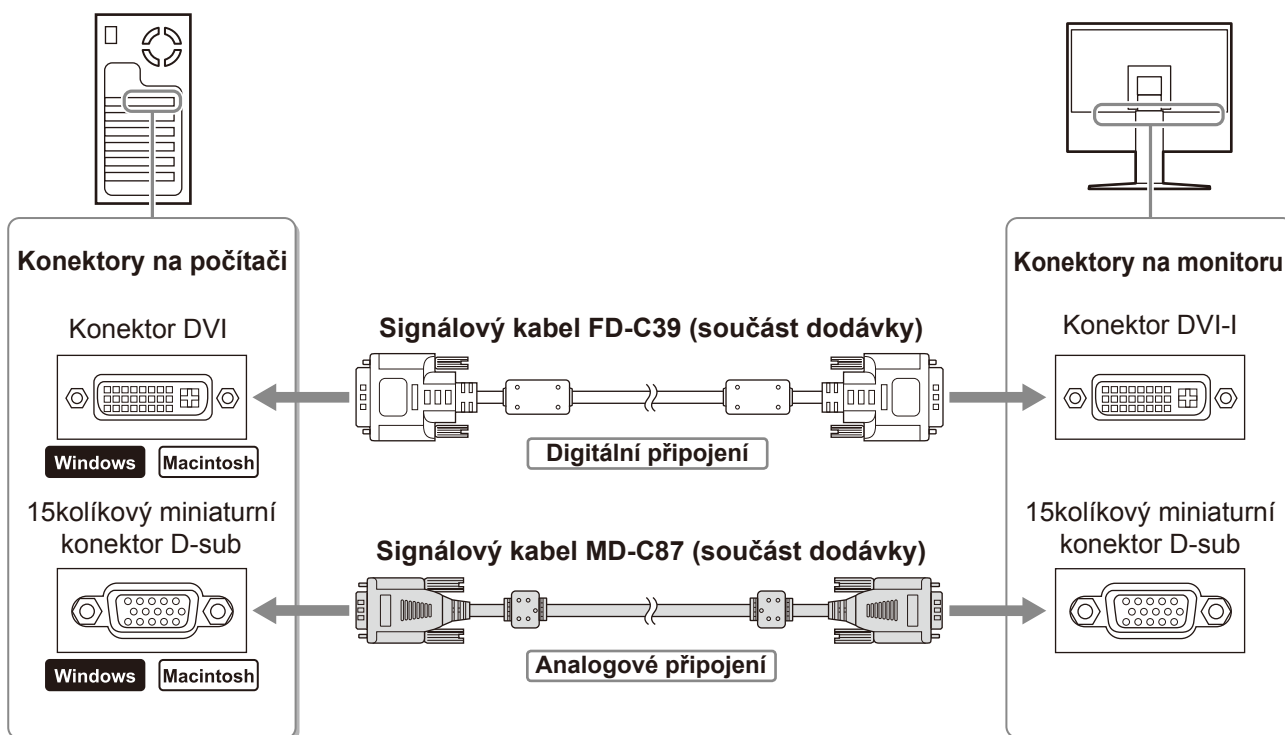 Konektory na počítači
Konektor DVI
Windows Macintosh
15kolíkový miniaturní
konektor D-sub
Windows Macintosh
Signálový kabel FD-C39 (součást dodávky)
Digitální připojení
Signálový kabel MD-C87 (součást dodávky)
Analogové připojení
Konektory na monitoru
Konektor DVI-I
15kolíkový miniaturní
konektor D-sub